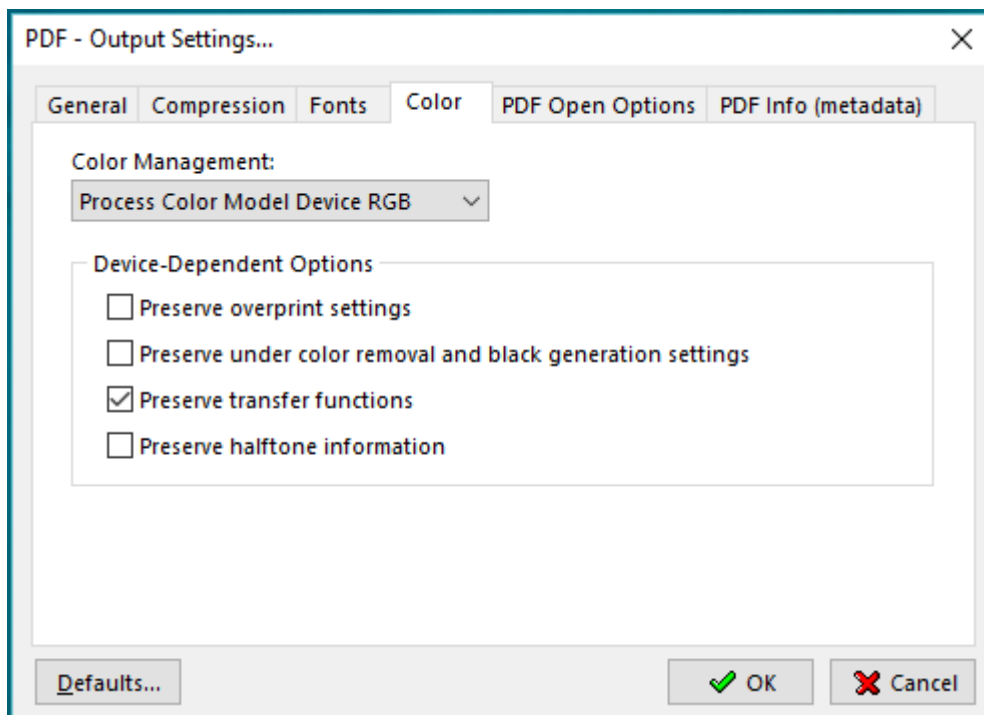 PDF - Output Settings...
General Compression Fonts Color PDF Open Options PDF Info (metadata)
Color Management:
Process Color Model Device RGB
Device-Dependent Options
Preserve overprint settings
Preserve under color removal and black generation settings
Preserve transfer functions
Preserve halftone information
Defaults... OK Cancel